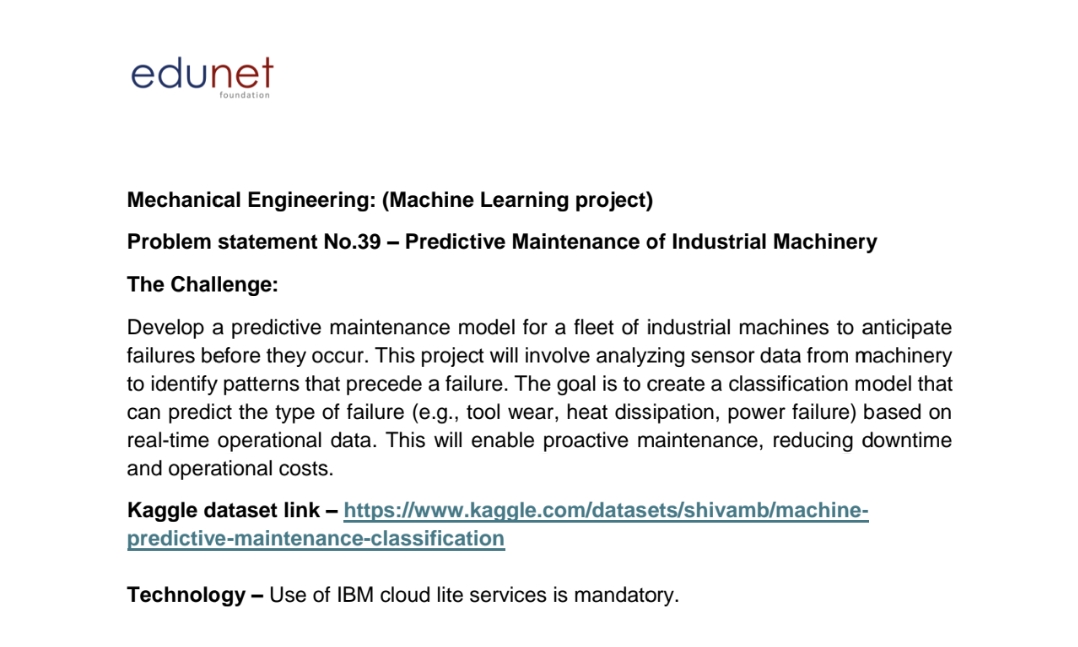 edunet
foundation
Mechanical Engineering: (Machine Learning project)
Problem statement No.39 – Predictive Maintenance of Industrial Machinery
The Challenge:
Develop a predictive maintenance model for a fleet of industrial machines to anticipate
failures before they occur. This project will involve analyzing sensor data from machinery
to identify patterns that precede a failure. The goal is to create a classification model that
can predict the type of failure (e.g., tool wear, heat dissipation, power failure) based on
real-time operational data. This will enable proactive maintenance, reducing downtime
and operational costs.
Kaggle dataset link – https://www.kaggle.com/datasets/shivamb/machine-
predictive-maintenance-classification
Technology – Use of IBM cloud lite services is mandatory.